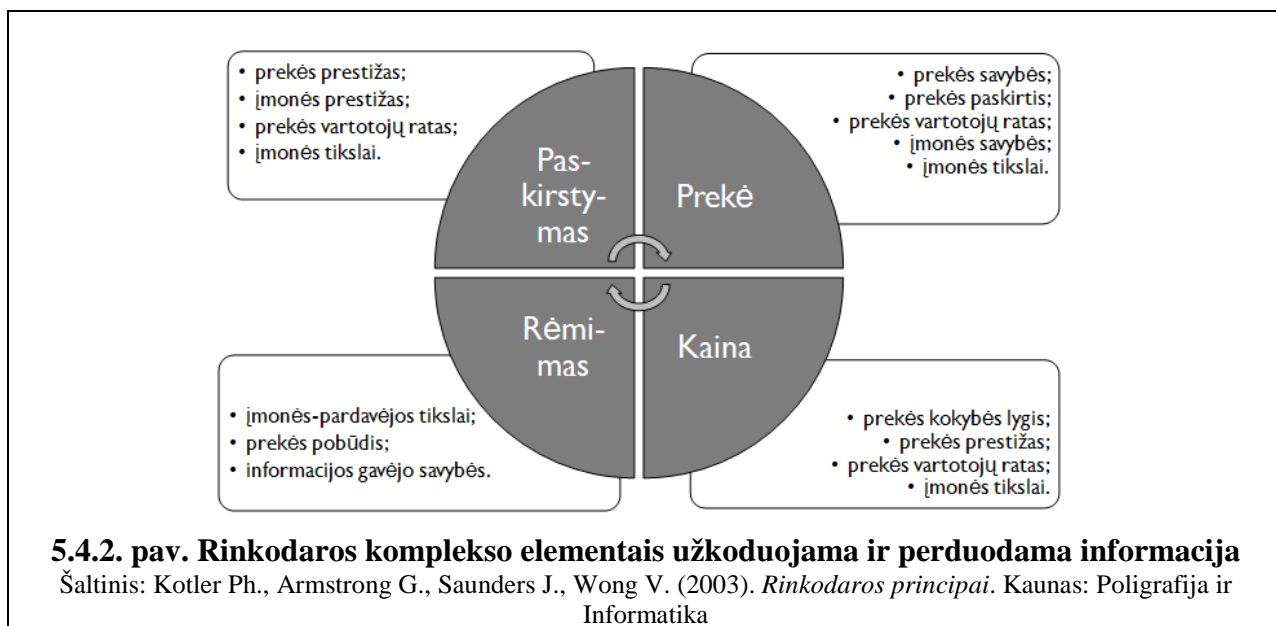 • prekės prestižas;
• įmonės prestižas;
• prekės vartotojų ratas;
• įmonės tikslai.
Pas-
kirsty-
mas
• prekės savybės;
• prekės paskirtis;
• prekės vartotojų ratas;
• įmonės savybės;
• įmonės tikslai.
Prekė
• įmonės-pardavėjos tikslai;
• prekės pobūdis;
• informacijos gavėjo savybės.
Rėmi-
mas
Kaina
• prekės kokybės lygis;
• prekės prestižas;
• prekės vartotojų ratas;
• įmonės tikslai.
5.4.2. pav. Rinkodaros komplekso elementais užkoduojama ir perduodama informacija
Šaltinis: Kotler Ph., Armstrong G., Saunders J., Wong V. (2003). Rinkodaros principai. Kaunas: Poligrafija ir
Informatika